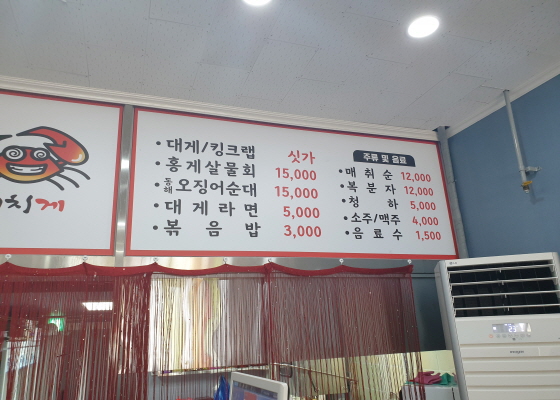 대게/킹크랩 싯가
홍게살물회 15,000
동해 오징어순대 15,000
대게라면 5,000
볶음밥 3,000
주류 및 음료
매취순 12,000
복분자 12,000
청하 5,000
소주/맥주 4,000
음료수 1,500
게